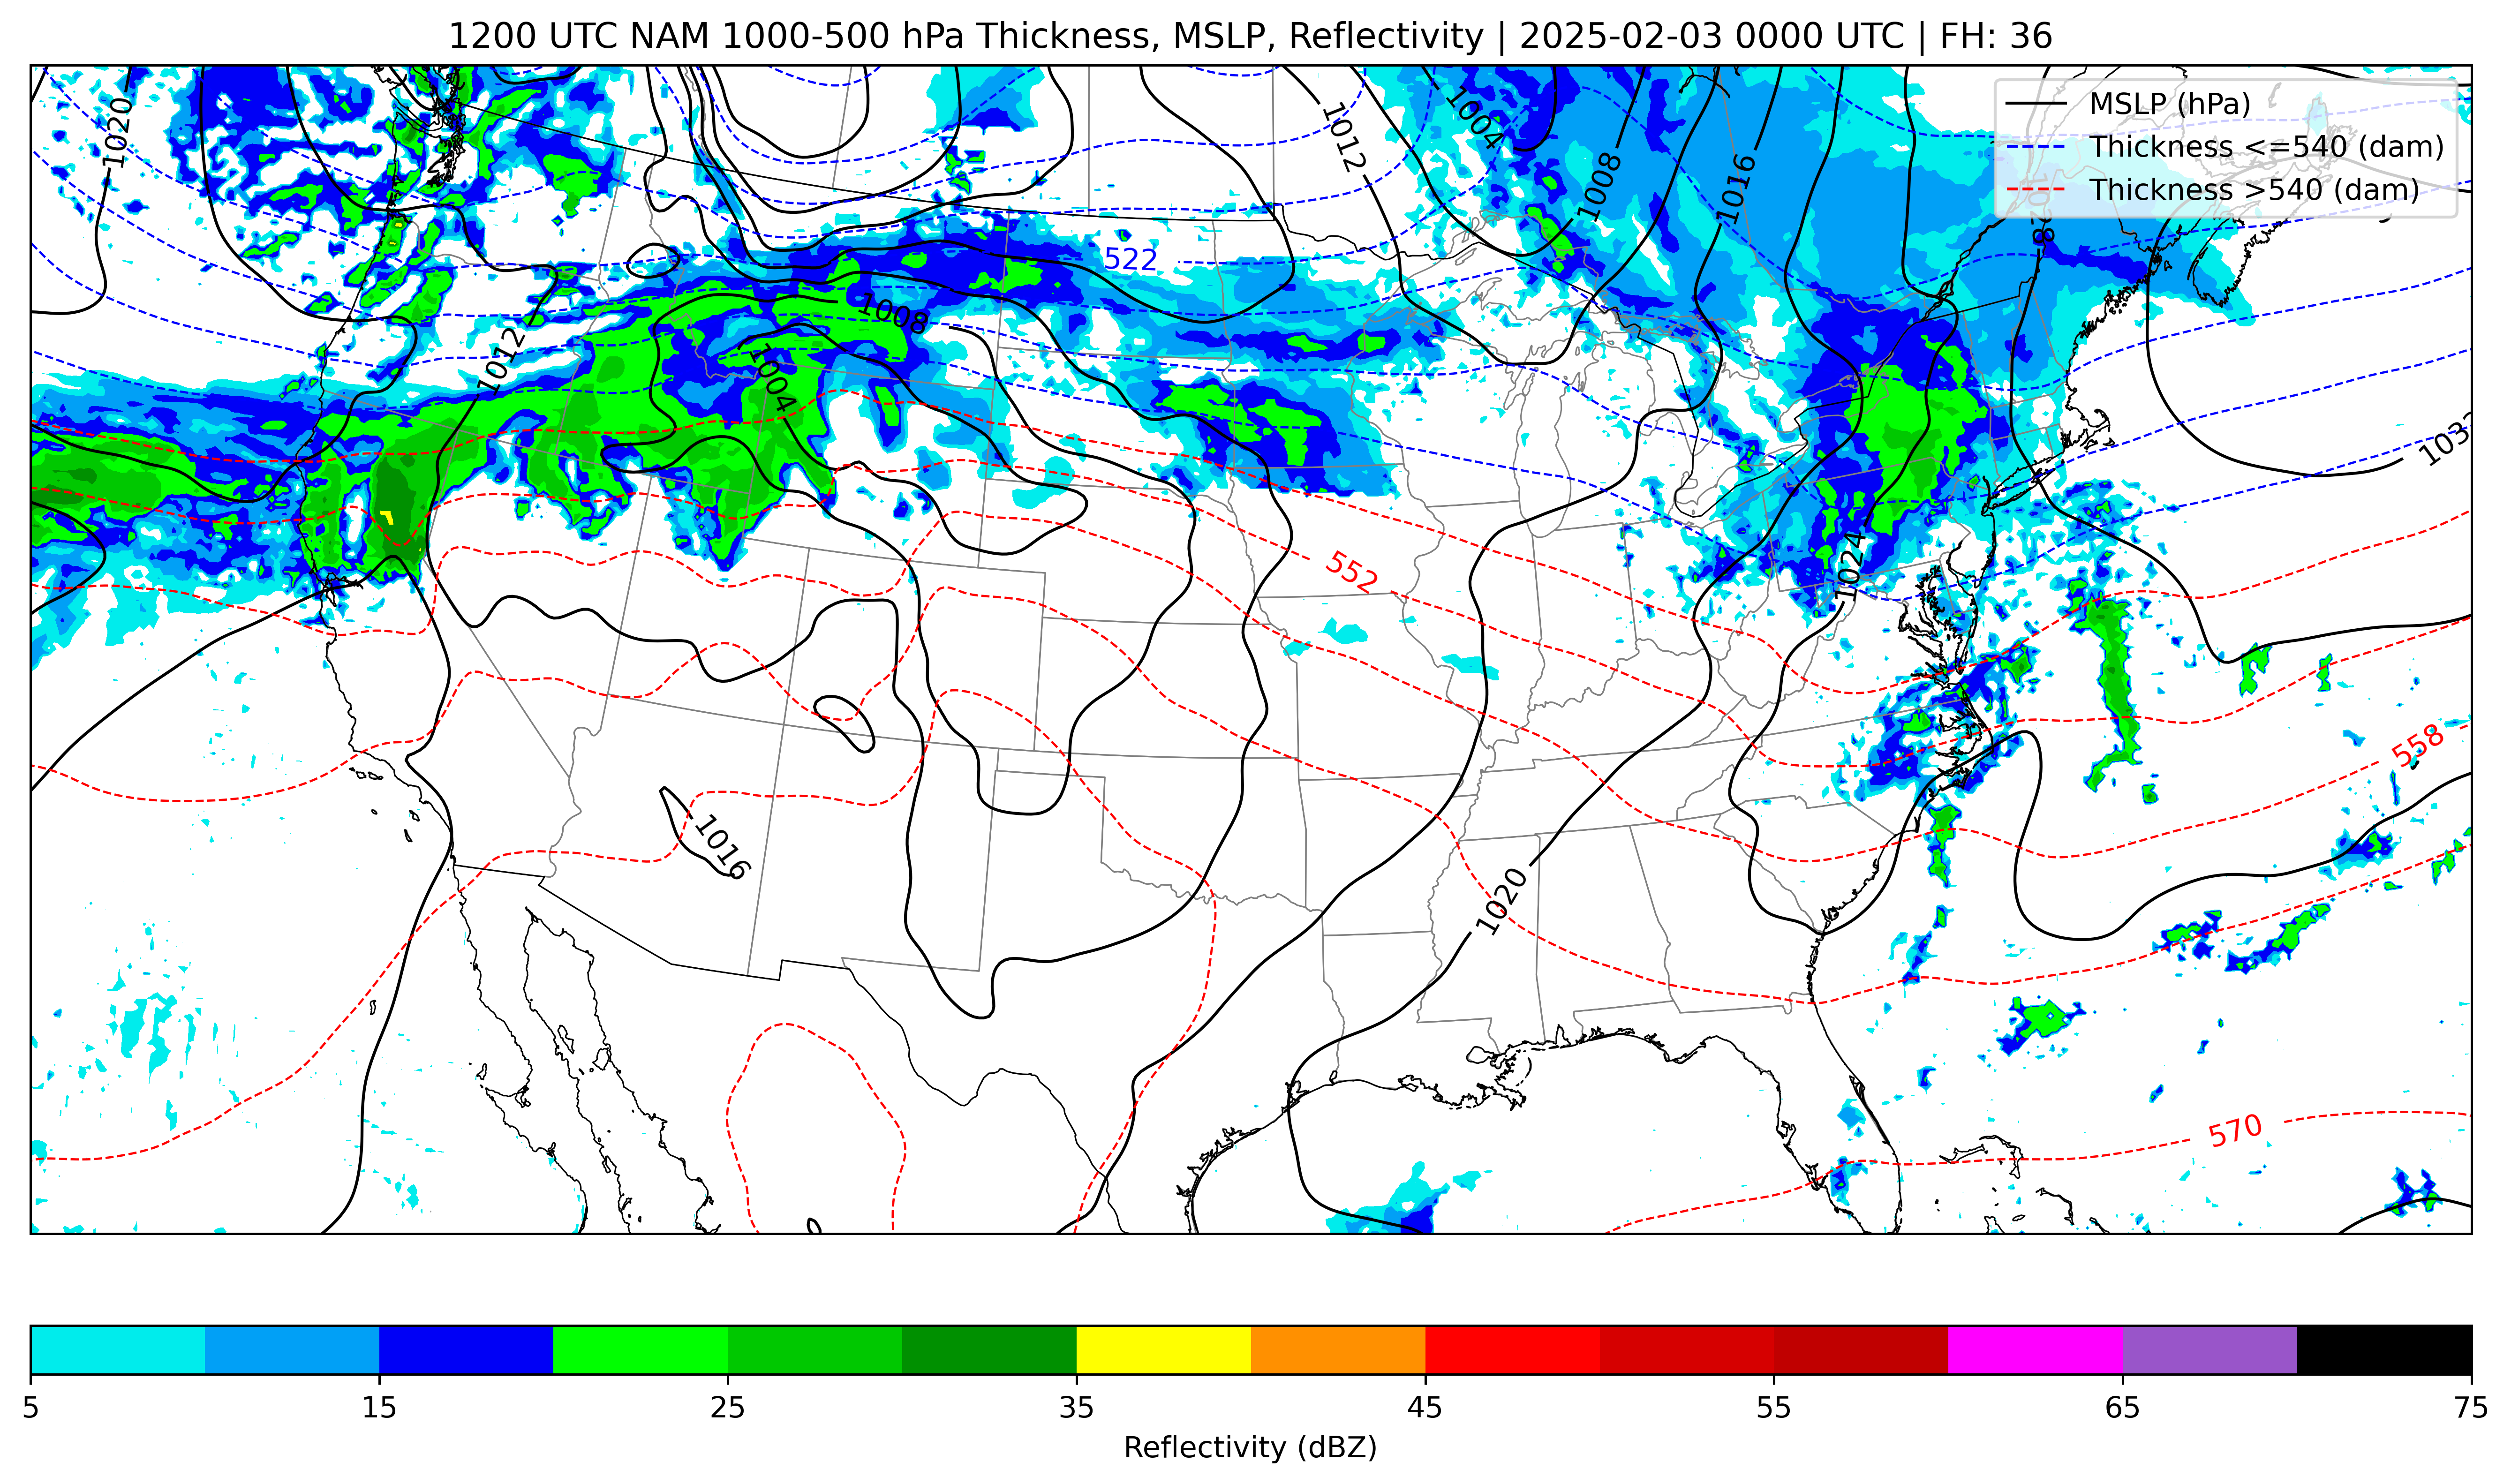 1200 UTC NAM 1000-500 hPa Thickness, MSLP, Reflectivity | 2025-02-03 0000 UTC | FH: 36
MSLP (hPa)
Thickness <=540 (dam)
Thickness >540 (dam)
1020
1004
1012
1008
1016
522
1008
1012
1004
552
1024
558
1016
1020
570
5 15 25 35 45 55 65 75
Reflectivity (dBZ)